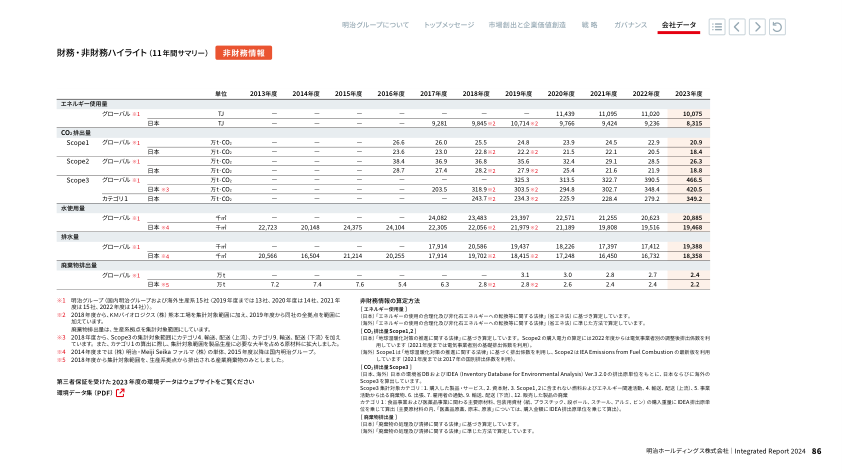 明治グループについて トップメッセージ 市場創出と企業価値創造 戦略 ガバナンス 会社データ
財務・非財務ハイライト（11年間サマリー） 非財務情報
単位 2013年度 2014年度 2015年度 2016年度 2017年度 2018年度 2019年度 2020年度 2021年度 2022年度 2023年度
エネルギー使用量
グローバル ※1 TJ — — — — — — — 11,439 11,095 11,020 10,075
日本 TJ — — — — 9,281 9,845※2 10,714※2 9,766 9,424 9,236 8,315
CO₂排出量
Scope1 グローバル ※1 万t-CO₂ — — — 26.6 26.0 25.5 24.8 23.9 24.5 22.9 20.9
日本 万t-CO₂ — — — 23.6 23.0 22.8※2 22.2※2 21.5 22.1 20.5 18.4
Scope2 グローバル ※1 万t-CO₂ — — — 38.4 36.9 36.8 35.6 32.4 29.1 28.5 26.3
日本 万t-CO₂ — — — 28.7 27.4 28.2※2 27.9※2 25.4 21.6 21.9 18.8
Scope3 グローバル ※1 万t-CO₂ — — — — — — 325.3 313.5 322.7 390.5 466.5
日本 ※3 万t-CO₂ — — — — 203.5 318.9※2 303.5※2 294.8 302.7 348.4 420.5
カテゴリ1 日本 万t-CO₂ — — — — — 243.7※2 234.3※2 225.9 228.4 279.2 349.2
水使用量
グローバル ※1 千㎥ — — — — 24,082 23,483 23,397 22,571 21,255 20,623 20,885
日本 ※4 千㎥ 22,723 20,148 24,375 24,104 22,305 22,056※2 21,979※2 21,189 19,808 19,516 19,468
排水量
グローバル ※1 千㎥ — — — — 17,914 20,586 19,437 18,226 17,397 17,412 19,388
日本 ※4 千㎥ 20,566 16,504 21,214 20,255 17,914 19,702※2 18,415※2 17,248 16,450 16,732 18,358
廃棄物排出量
グローバル ※1 万t — — — — — — 3.1 3.0 2.8 2.7 2.4
日本 ※5 万t 7.2 7.4 7.6 5.4 6.3 2.8※2 2.8※2 2.6 2.4 2.4 2.2
※1 明治グループ（国内明治グループおよび海外生産系15社（2019年度までは13社、2020年度は14社、2021年
度は15社、2022年度は14社））。
※2 2018年度から、KMバイオロジクス（株）熊本工場を集計対象範囲に加え、2019年度から同社の全拠点を範囲に
加えています。
廃棄物排出量は、生産系拠点を集計対象範囲にしています。
※3 2018年度から、Scope3の集計対象範囲にカテゴリ4. 輸送、配送（上流）、カテゴリ9. 輸送、配送（下流）を加え
ています。また、カテゴリ1の算出に際し、集計対象範囲を製品生産に必要な大半を占める原材料に拡大しました。
※4 2014年度までは（株）明治・Meiji Seika ファルマ（株）の単体、2015年度以降は国内明治グループ。
※5 2018年度から集計対象範囲を、生産系拠点から排出される産業廃棄物のみとしました。
第三者保証を受けた2023年度の環境データはウェブサイトをご覧ください
環境データ集（PDF）
非財務情報の算定方法
［エネルギー使用量］
（日本）「エネルギーの使用の合理化及び非化石エネルギーへの転換等に関する法律」（省エネ法）に基づき算定しています。
（海外）「エネルギーの使用の合理化及び非化石エネルギーへの転換等に関する法律」（省エネ法）に準じた方法で算定しています。
［CO₂排出量Scope1,2］
（日本）「地球温暖化対策の推進に関する法律」に基づき算定しています。Scope2の購入電力の算定には2022年度からは電気事業者別の調整後排出係数を利
用しています（2021年度までは電気事業者別の基礎排出係数を利用）。
（海外）Scope1は「地球温暖化対策の推進に関する法律」に基づく排出係数を利用し、Scope2はIEA Emissions from Fuel Combustion の最新版を利用
しています（2021年度までは2017年の国別排出係数を利用）。
［CO₂排出量Scope3］
（日本、海外）日本の環境省DBおよびIDEA（Inventory Database for Environmental Analysis）Ver.3.2.0の排出原単位をもとに、日本ならびに海外の
Scope3を算出しています。
Scope3集計対象カテゴリ：1. 購入した製品・サービス、2. 資本財、3. Scope1,2に含まれない燃料およびエネルギー関連活動、4. 輸送、配送（上流）、5. 事業
活動から出る廃棄物、6. 出張、7. 雇用者の通勤、9. 輸送、配送（下流）、12. 販売した製品の廃棄
カテゴリ1：食品事業および医薬品事業に関わる主要原材料、包装用資材（紙、プラスチック、段ボール、スチール、アルミ、ビン）の購入重量にIDEA排出原単
位を乗じて算出（主要原材料の内、「医薬品原薬、原末、原液」については、購入金額にIDEA排出原単位を乗じて算出）。
［廃棄物排出量］
（日本）「廃棄物の処理及び清掃に関する法律」に基づき算定しています。
（海外）「廃棄物の処理及び清掃に関する法律」に準じた方法で算定しています。
明治ホールディングス株式会社 | Integrated Report 2024 86